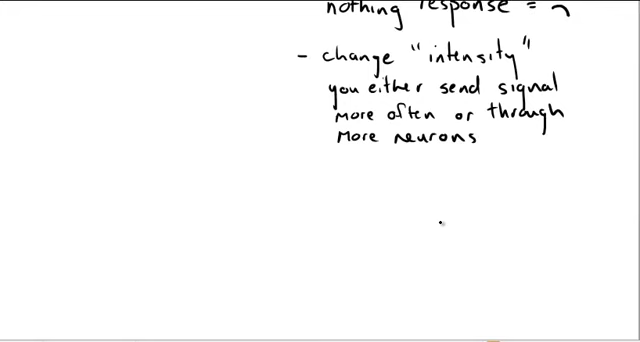 nothing response =
- change "intensity"
you either send signal
more often or through
more neurons